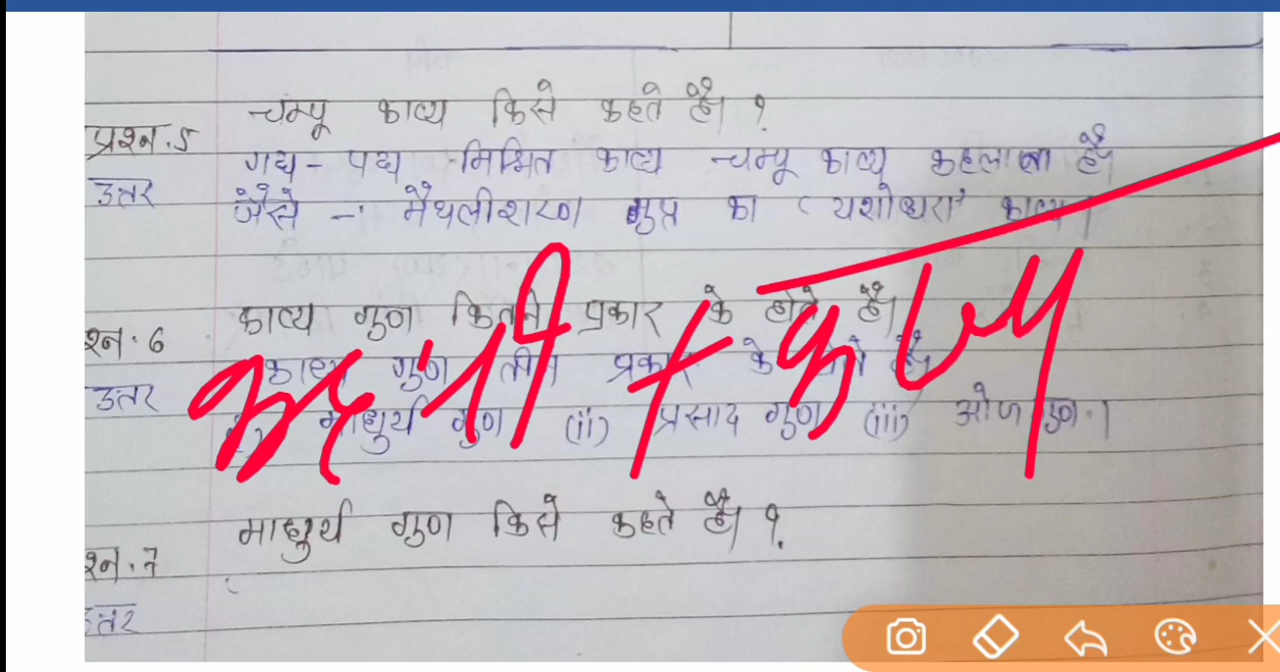 चम्पू काव्य किसे कहते हैं। ?
प्रश्न.5
गद्य - पद्य मिश्रित काव्य चम्पू काव्य कहलाता है।
उत्तर
जैसे -: मैथलीशरण गुप्त का 'यशोधरा' काव्य।
काव्य गुण कितने प्रकार के होते हैं।
श्न.6
काव्य गुण तीन प्रकार के होते हैं।
उत्तर
माधुर्य गुण (ii) प्रसाद गुण (iii) ओज गुण.।
कहानी + काव्य
माधुर्य गुण किसे कहते हैं। ?
श्न.7
उत्तर